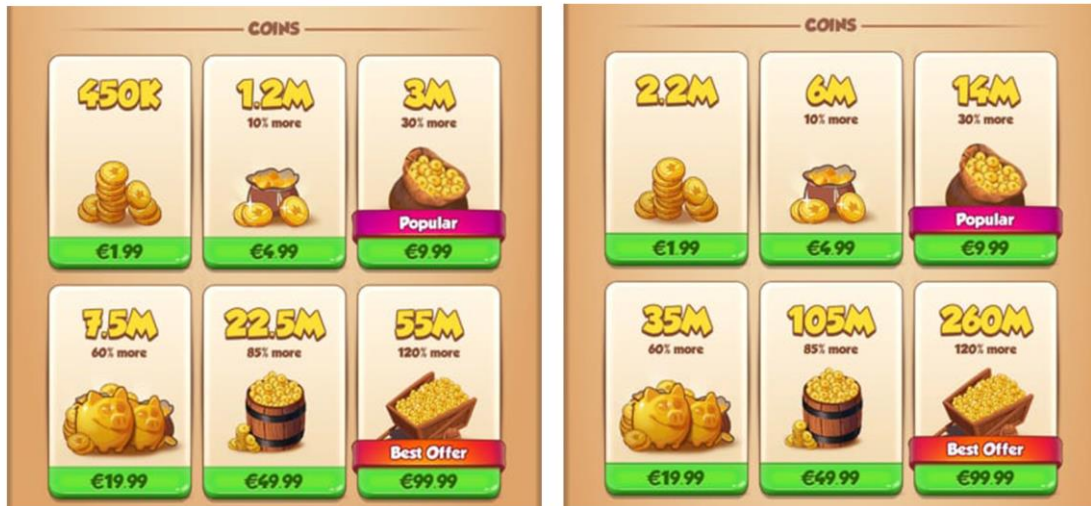 COINS
450K
1.2M
10% more
3M
30% more
Popular
€1.99
€4.99
€9.99
7.5M
60% more
22.5M
85% more
55M
120% more
Best Offer
€19.99
€49.99
€99.99
COINS
2.2M
6M
10% more
14M
30% more
Popular
€1.99
€4.99
€9.99
35M
60% more
105M
85% more
260M
120% more
Best Offer
€19.99
€49.99
€99.99